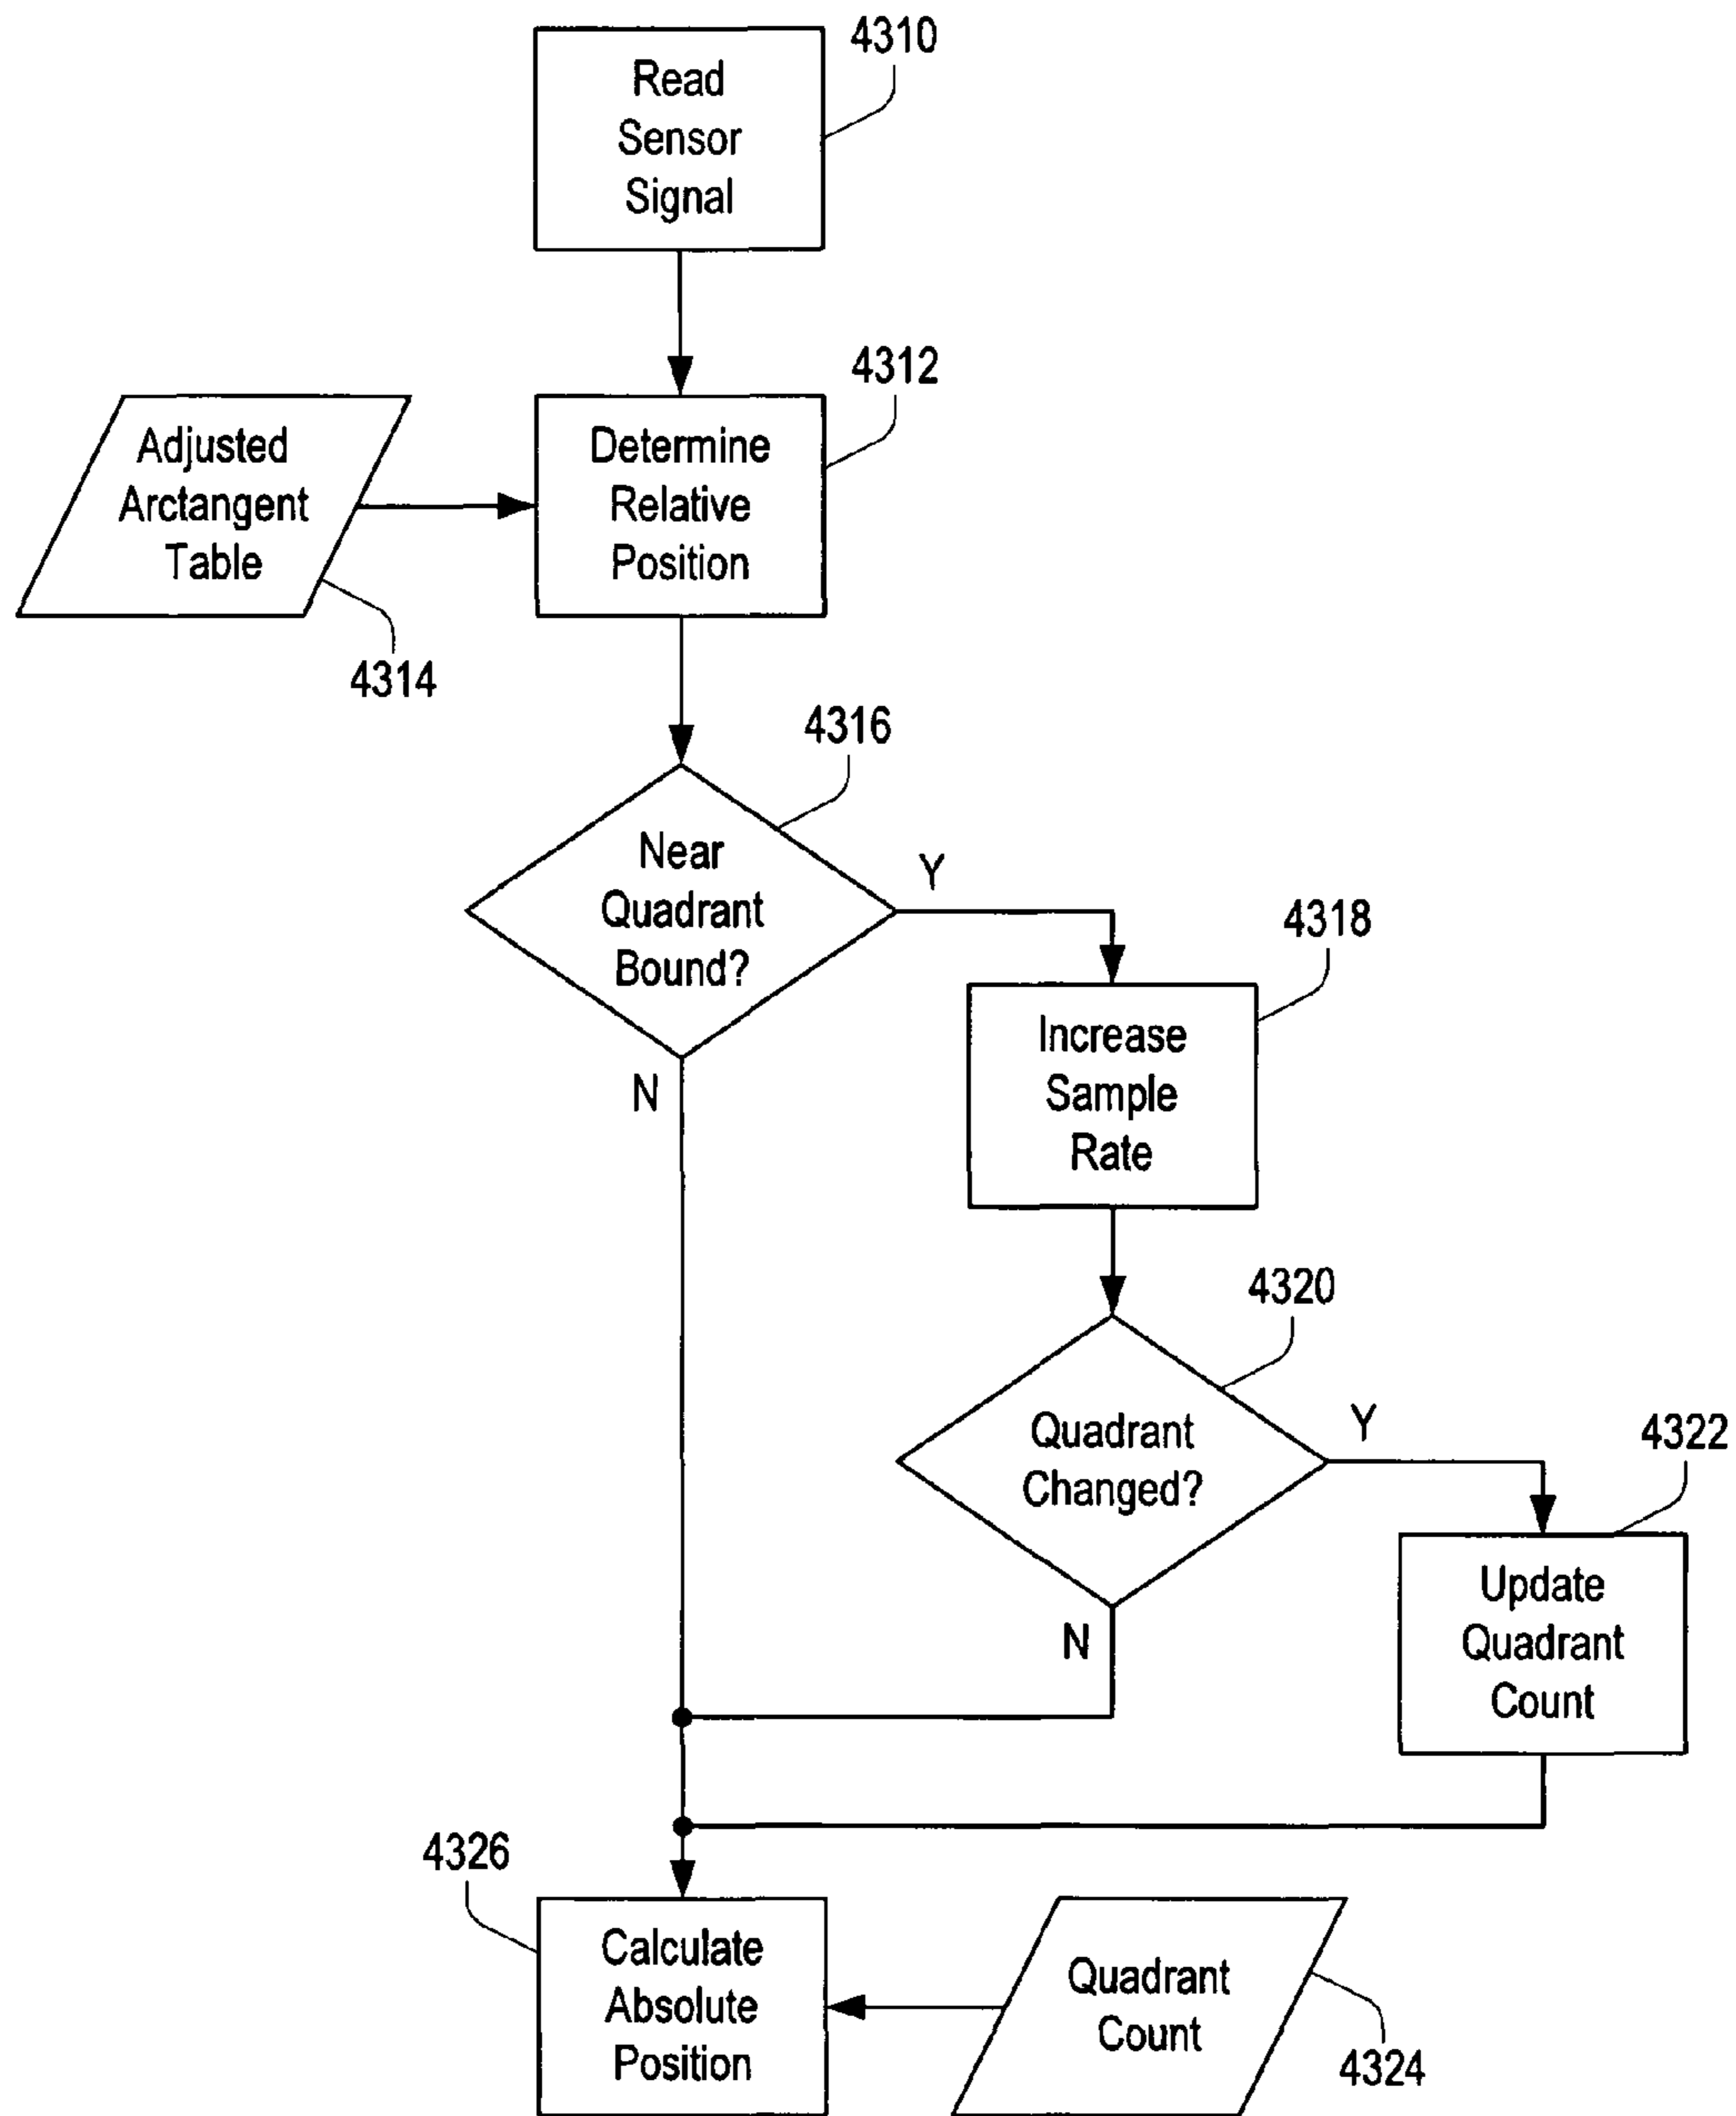 4310
Read
Sensor
Signal
4312
Adjusted
Arctangent
Table
4314
Determine
Relative
Position
4316
Near
Quadrant
Bound?
Y
N
4318
Increase
Sample
Rate
4320
Quadrant
Changed?
Y
N
4322
Update
Quadrant
Count
4326
Calculate
Absolute
Position
Quadrant
Count
4324